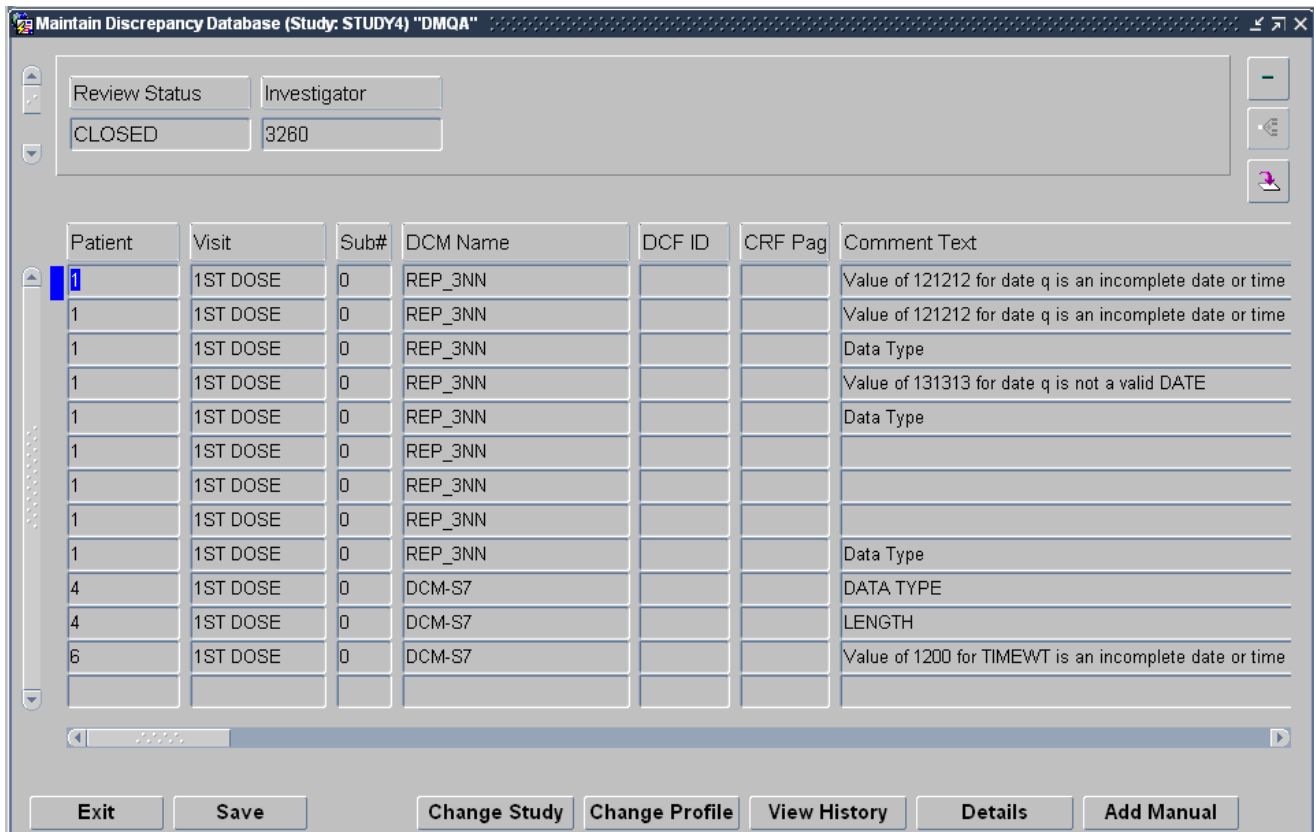 Maintain Discrepancy Database (Study: STUDY4) "DMQA"
Review Status Investigator
CLOSED 3260
Patient Visit Sub# DCM Name DCF ID CRF Pag Comment Text
1 1ST DOSE 0 REP_3NN Value of 121212 for date q is an incomplete date or time
1 1ST DOSE 0 REP_3NN Value of 121212 for date q is an incomplete date or time
1 1ST DOSE 0 REP_3NN Data Type
1 1ST DOSE 0 REP_3NN Value of 131313 for date q is not a valid DATE
1 1ST DOSE 0 REP_3NN Data Type
1 1ST DOSE 0 REP_3NN
1 1ST DOSE 0 REP_3NN
1 1ST DOSE 0 REP_3NN
1 1ST DOSE 0 REP_3NN Data Type
4 1ST DOSE 0 DCM-S7 DATA TYPE
4 1ST DOSE 0 DCM-S7 LENGTH
6 1ST DOSE 0 DCM-S7 Value of 1200 for TIMEWT is an incomplete date or time
Exit Save Change Study Change Profile View History Details Add Manual